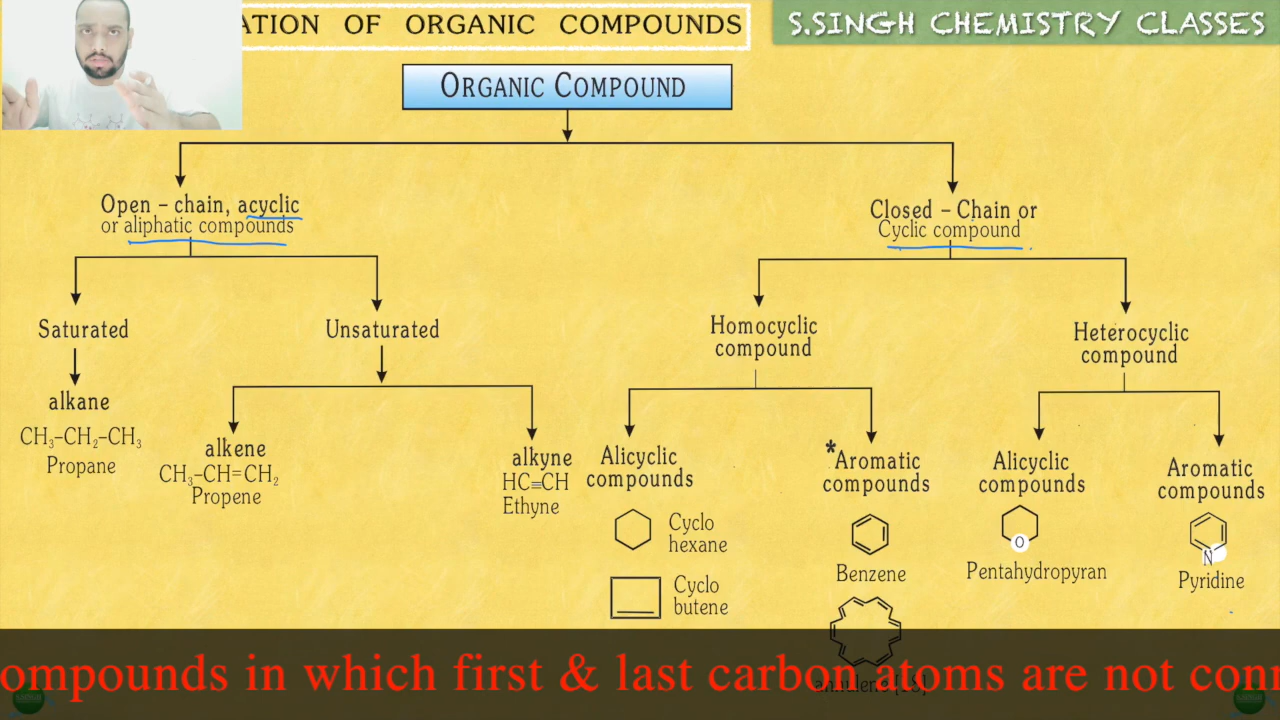 ATION OF ORGANIC COMPOUNDS
S.SINGH CHEMISTRY CLASSES
ORGANIC COMPOUND
Open – chain, acyclic
or aliphatic compounds
Closed – Chain or
Cyclic compound
Saturated
Unsaturated
Homocyclic
compound
Heterocyclic
compound
alkane
CH₃–CH₂–CH₃
Propane
alkene
CH₃–CH=CH₂
Propene
alkyne
HC≡CH
Ethyne
Alicyclic
compounds
*Aromatic
compounds
Alicyclic
compounds
Aromatic
compounds
Cyclo
hexane
Cyclo
butene
Benzene
O
Pentahydropyran
N
Pyridine
ompounds in which first & last carbon atoms are not con
annulene [18]